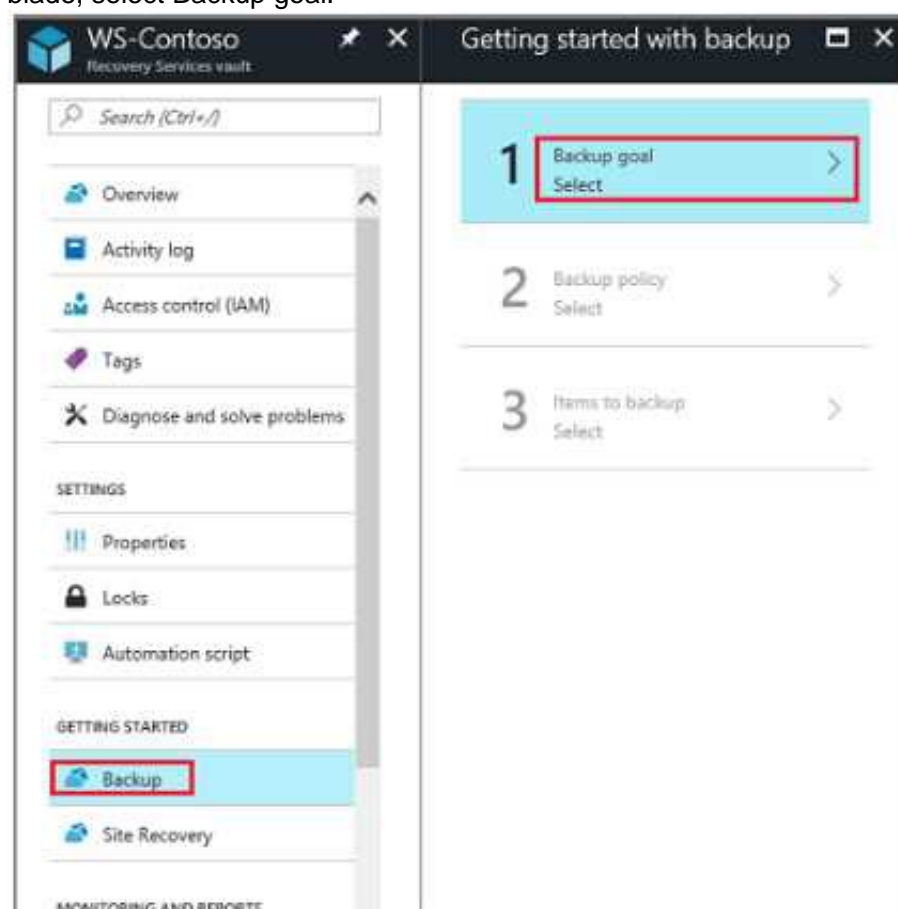 blade, select Backup goal.
WS-Contoso
Recovery Services vault
Search (Ctrl+/)
Overview
Activity log
Access control (IAM)
Tags
Diagnose and solve problems
SETTINGS
Properties
Locks
Automation script
GETTING STARTED
Backup
Site Recovery
MONITORING AND REPORTS
Getting started with backup
1
Backup goal
Select
2
Backup policy
Select
3
Items to backup
Select